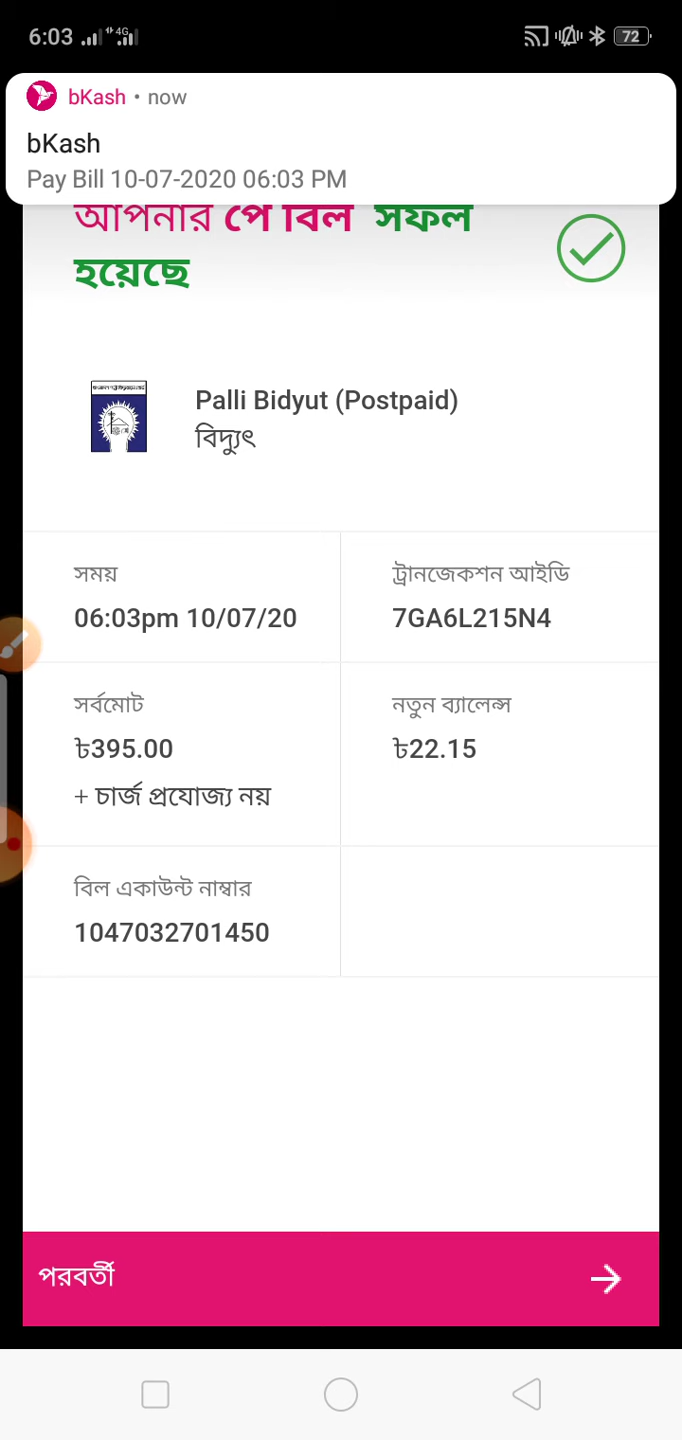 6:03 4G 72
bKash • now
bKash
Pay Bill 10-07-2020 06:03 PM
আপনার পে বিল সফল
হয়েছে
Palli Bidyut (Postpaid)
বিদ্যুৎ
সময়
06:03pm 10/07/20
ট্রানজেকশন আইডি
7GA6L215N4
সর্বমোট
৳395.00
+ চার্জ প্রযোজ্য নয়
নতুন ব্যালেন্স
৳22.15
বিল একাউন্ট নাম্বার
1047032701450
পরবর্তী